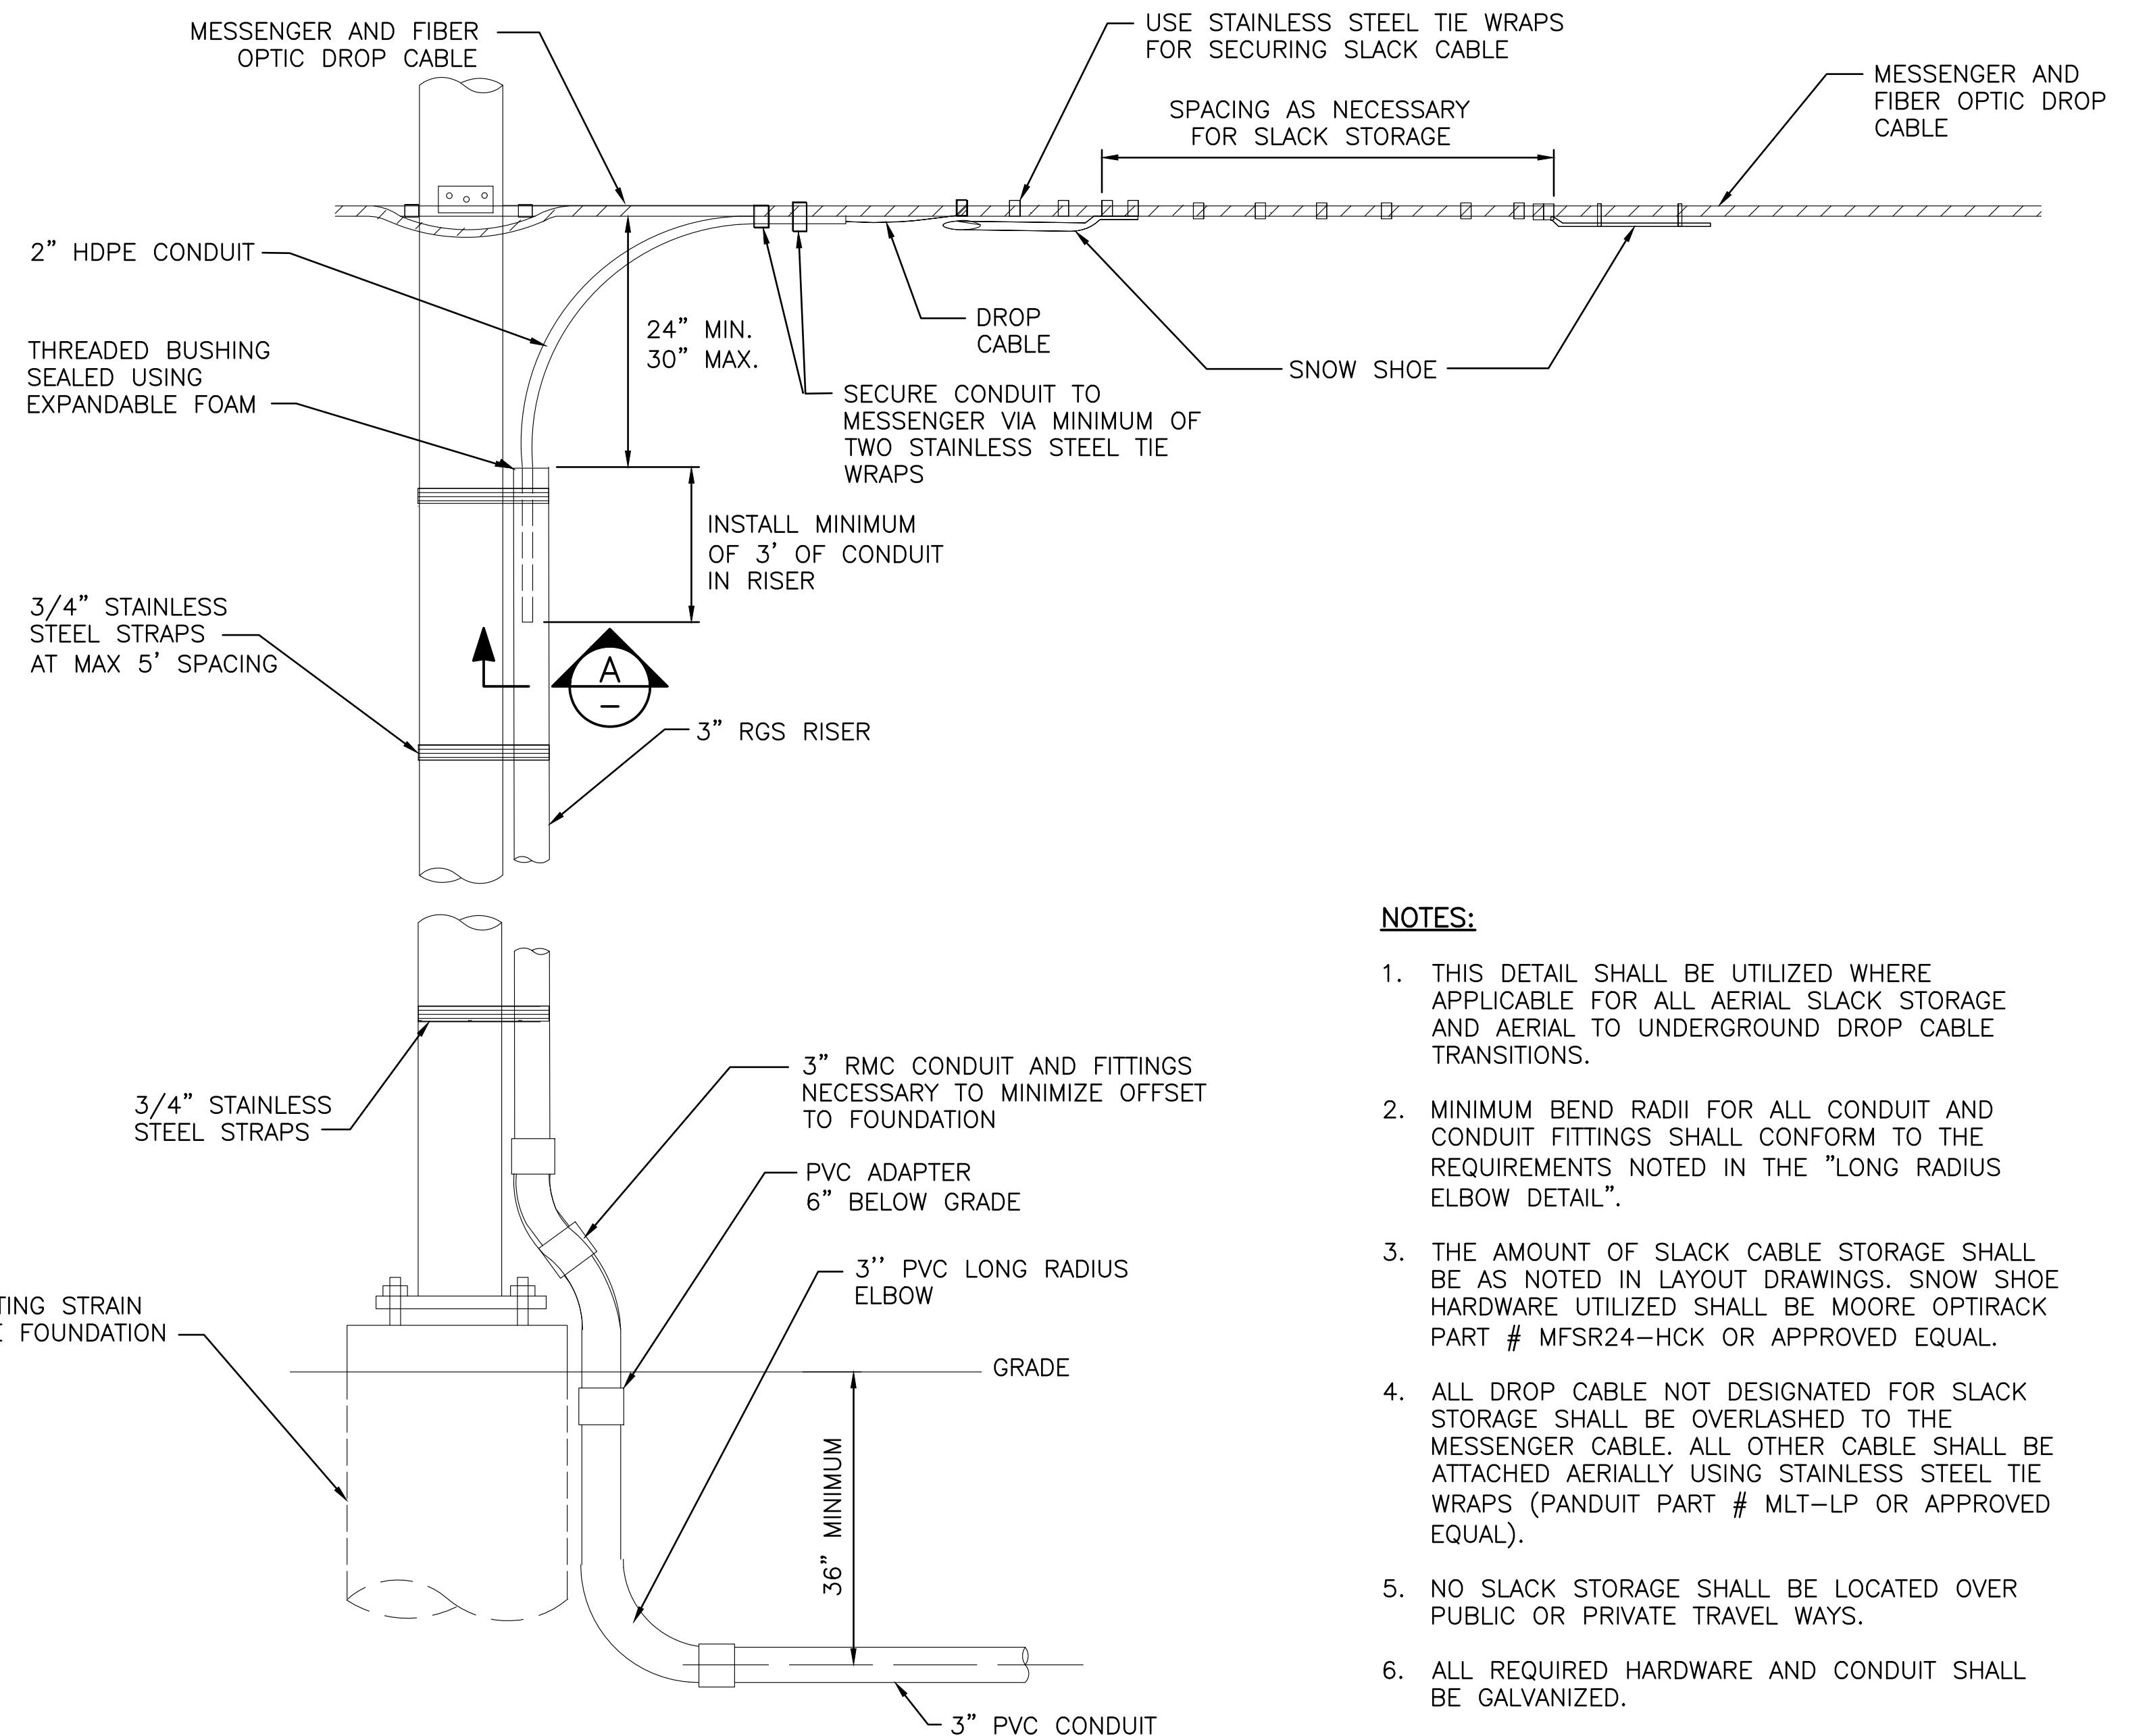 MESSENGER AND FIBER
OPTIC DROP CABLE
USE STAINLESS STEEL TIE WRAPS
FOR SECURING SLACK CABLE
MESSENGER AND
FIBER OPTIC DROP
CABLE
SPACING AS NECESSARY
FOR SLACK STORAGE
2" HDPE CONDUIT
24" MIN.
30" MAX.
DROP
CABLE
SNOW SHOE
THREADED BUSHING
SEALED USING
EXPANDABLE FOAM
SECURE CONDUIT TO
MESSENGER VIA MINIMUM OF
TWO STAINLESS STEEL TIE
WRAPS
INSTALL MINIMUM
OF 3' OF CONDUIT
IN RISER
3/4" STAINLESS
STEEL STRAPS
AT MAX 5' SPACING
A
–
3" RGS RISER
3/4" STAINLESS
STEEL STRAPS
3" RMC CONDUIT AND FITTINGS
NECESSARY TO MINIMIZE OFFSET
TO FOUNDATION
PVC ADAPTER
6" BELOW GRADE
3'' PVC LONG RADIUS
ELBOW
TING STRAIN
FOUNDATION
GRADE
36" MINIMUM
3" PVC CONDUIT
NOTES:
1. THIS DETAIL SHALL BE UTILIZED WHERE
APPLICABLE FOR ALL AERIAL SLACK STORAGE
AND AERIAL TO UNDERGROUND DROP CABLE
TRANSITIONS.
2. MINIMUM BEND RADII FOR ALL CONDUIT AND
CONDUIT FITTINGS SHALL CONFORM TO THE
REQUIREMENTS NOTED IN THE "LONG RADIUS
ELBOW DETAIL".
3. THE AMOUNT OF SLACK CABLE STORAGE SHALL
BE AS NOTED IN LAYOUT DRAWINGS. SNOW SHOE
HARDWARE UTILIZED SHALL BE MOORE OPTIRACK
PART # MFSR24-HCK OR APPROVED EQUAL.
4. ALL DROP CABLE NOT DESIGNATED FOR SLACK
STORAGE SHALL BE OVERLASHED TO THE
MESSENGER CABLE. ALL OTHER CABLE SHALL BE
ATTACHED AERIALLY USING STAINLESS STEEL TIE
WRAPS (PANDUIT PART # MLT-LP OR APPROVED
EQUAL).
5. NO SLACK STORAGE SHALL BE LOCATED OVER
PUBLIC OR PRIVATE TRAVEL WAYS.
6. ALL REQUIRED HARDWARE AND CONDUIT SHALL
BE GALVANIZED.